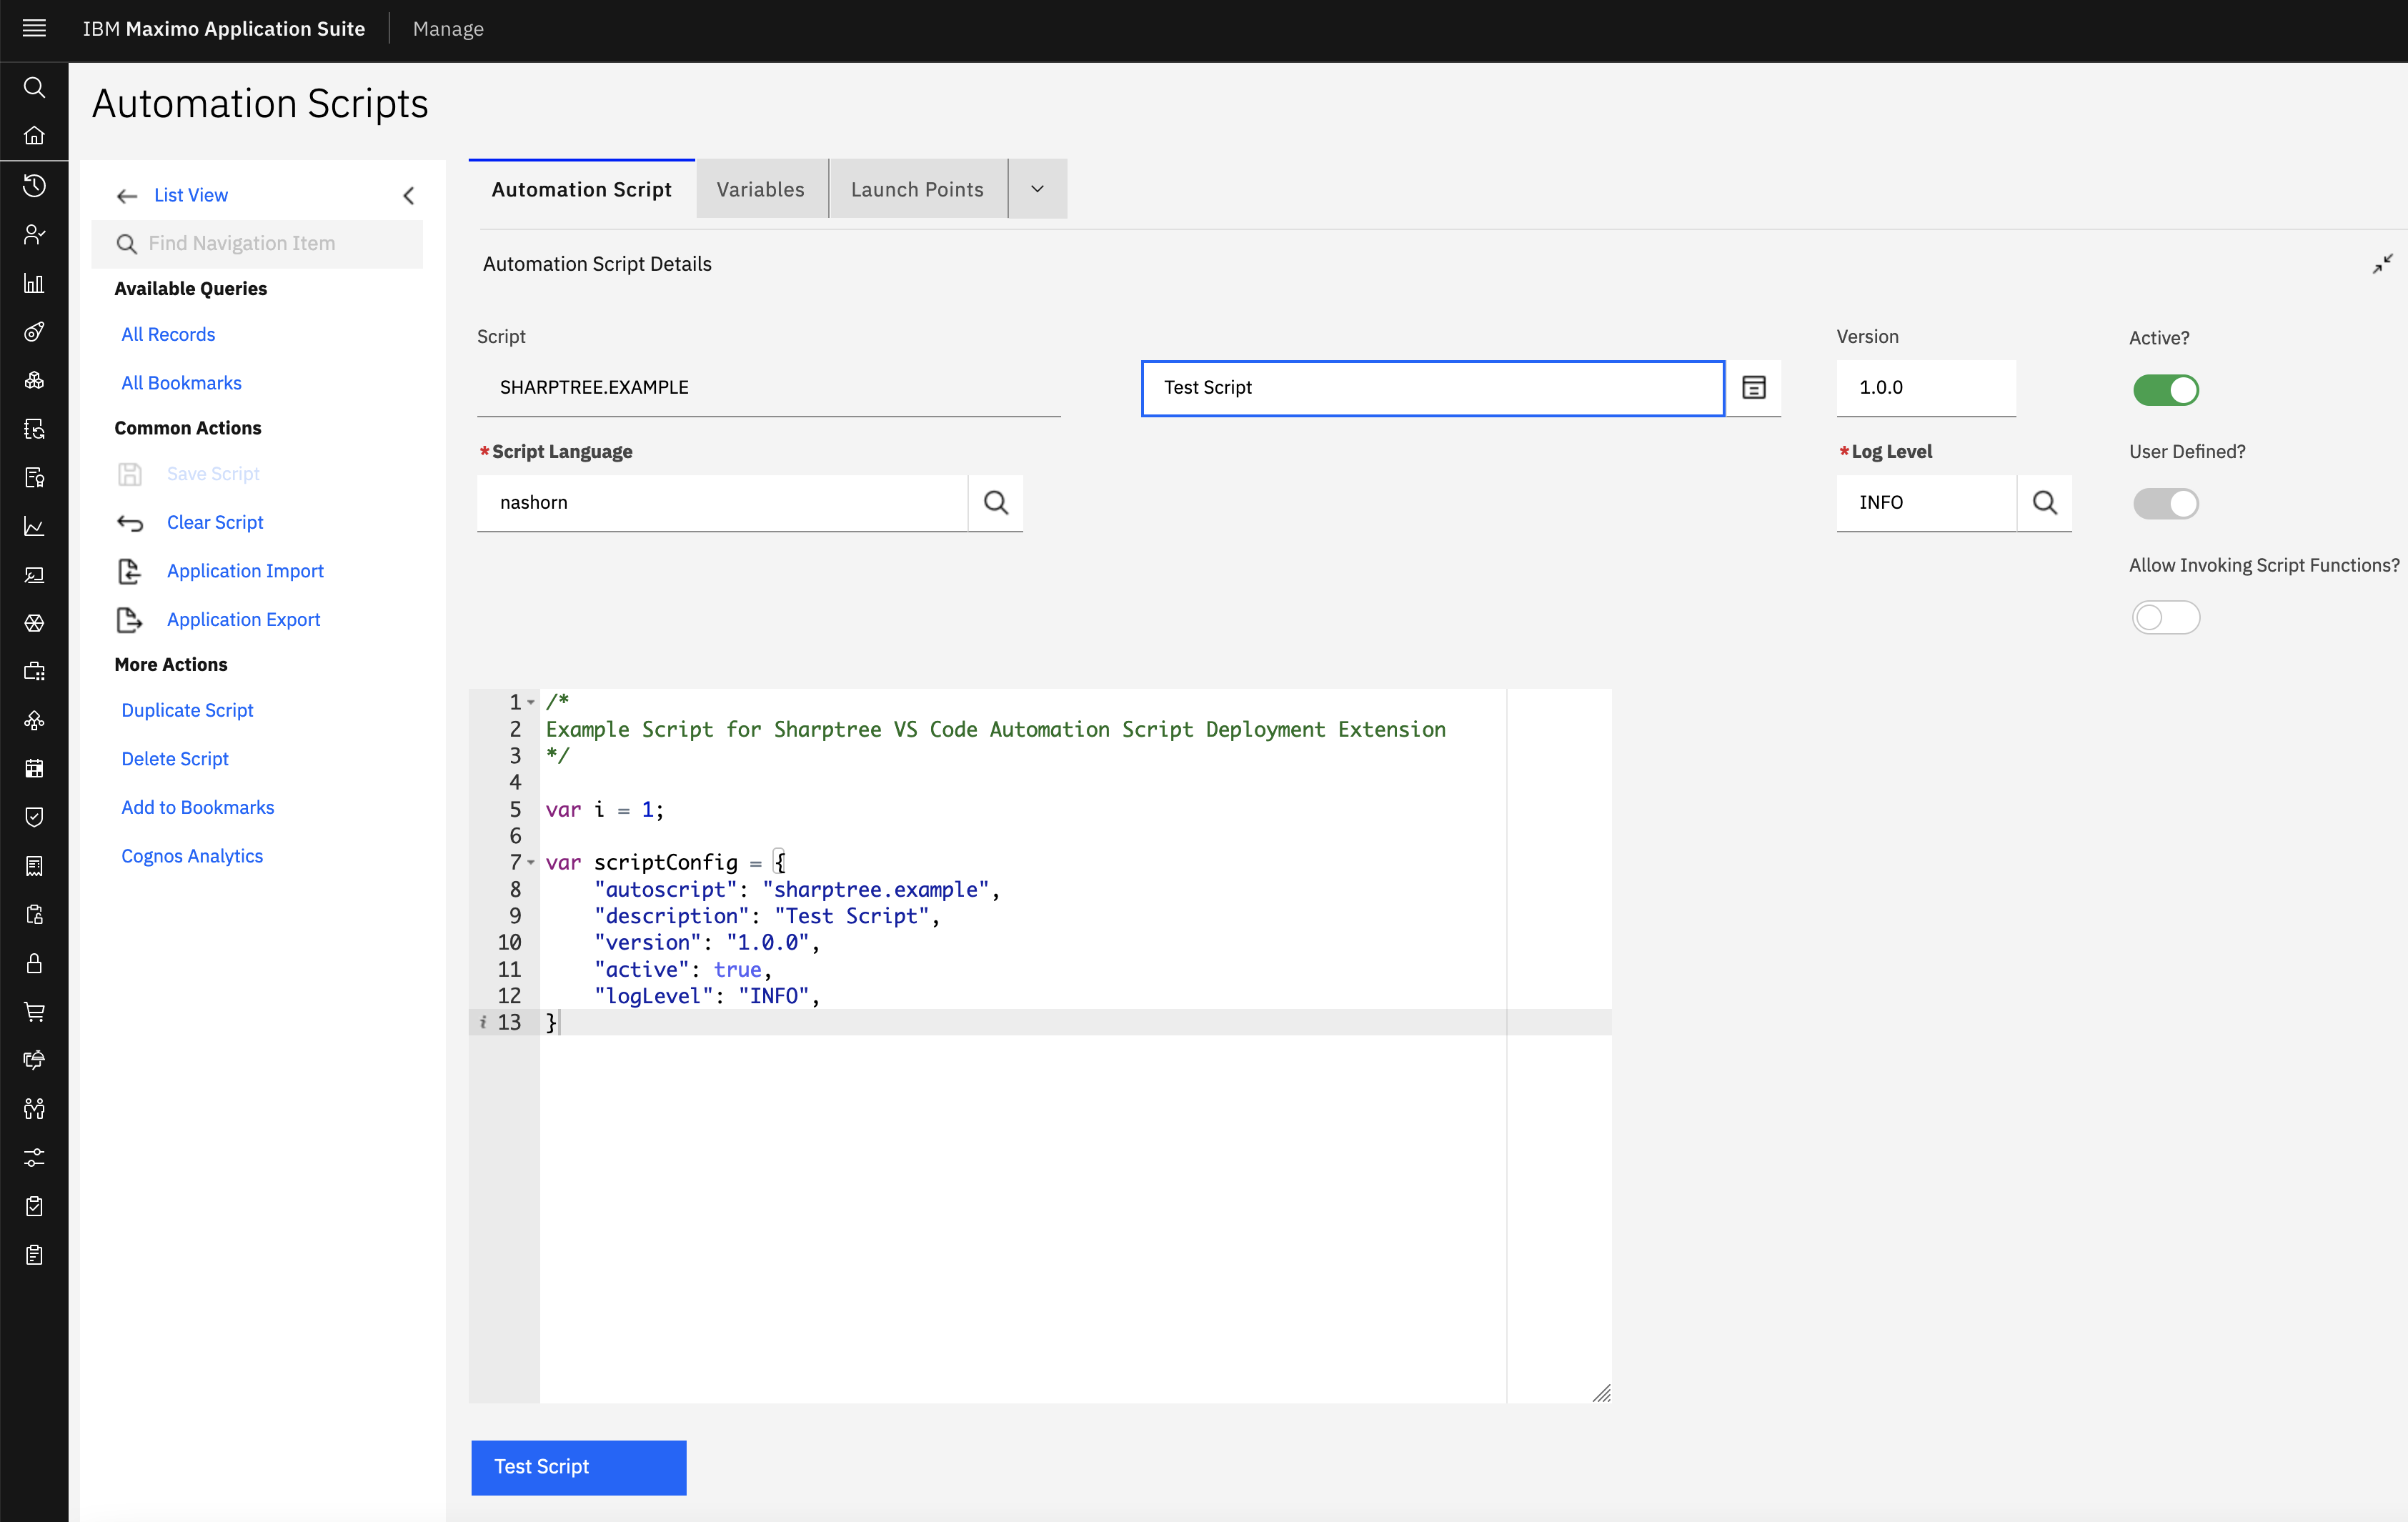 IBM Maximo Application Suite
Manage
Automation Scripts
List View
Find Navigation Item
Available Queries
All Records
All Bookmarks
Common Actions
Save Script
Clear Script
Application Import
Application Export
More Actions
Duplicate Script
Delete Script
Add to Bookmarks
Cognos Analytics
Automation Script
Variables
Launch Points
Automation Script Details
Script
SHARPTREE.EXAMPLE
Test Script
Version
1.0.0
Active?
*Script Language
nashorn
*Log Level
INFO
User Defined?
Allow Invoking Script Functions?
1 /*
2 Example Script for Sharptree VS Code Automation Script Deployment Extension
3 */
4
5 var i = 1;
6
7 var scriptConfig = {
8     "autoscript": "sharptree.example",
9     "description": "Test Script",
10     "version": "1.0.0",
11     "active": true,
12     "logLevel": "INFO",
i 13 }
Test Script